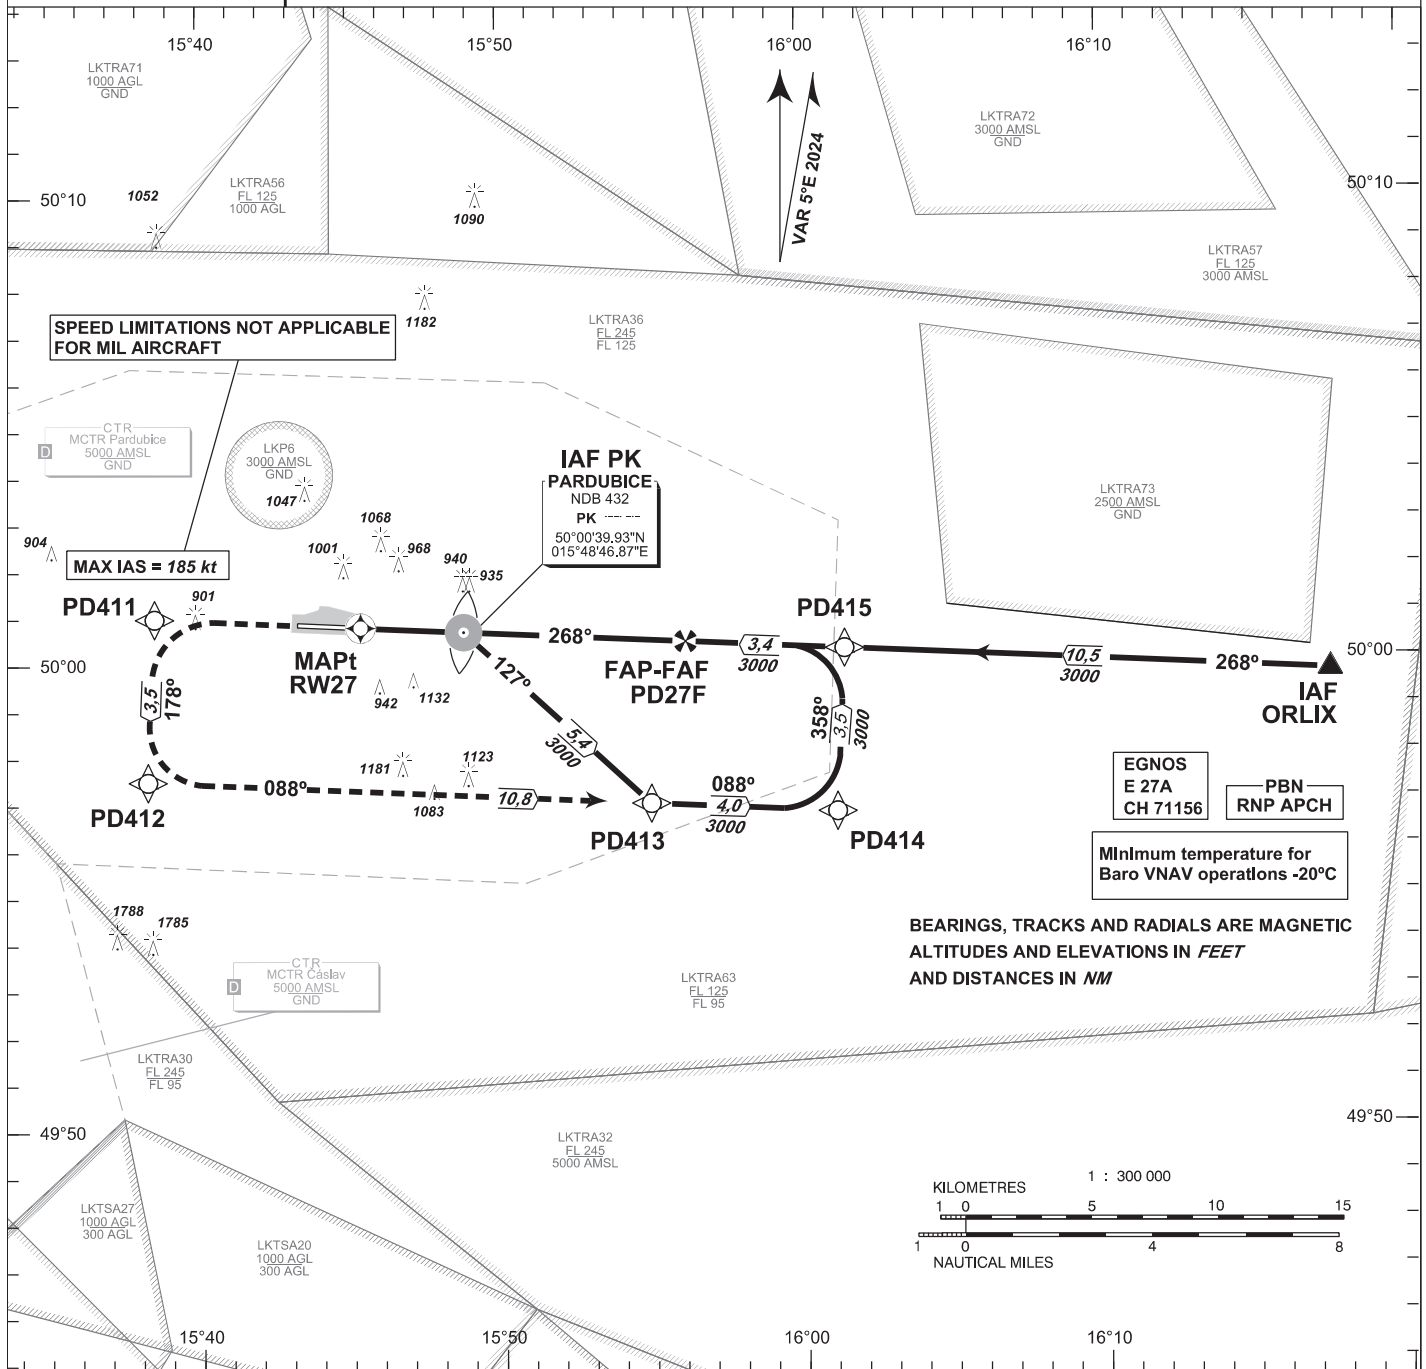 15°40
15°50
16°00
16°10
LKTRA71
1000 AGL
GND
LKTRA72
3000 AMSL
GND
VAR 5°E 2024
1052
LKTRA56
FL 125
1000 AGL
1090
50°10
50°10
LKTRA57
FL 125
3000 AMSL
1182
LKTRA36
FL 245
FL 125
SPEED LIMITATIONS NOT APPLICABLE
FOR MIL AIRCRAFT
CTR
MCTR Pardubice
5000 AMSL
GND
D
LKP6
3000 AMSL
GND
1047
IAF PK
PARDUBICE
NDB 432
PK
50°00'39.93"N
015°48'46.87"E
LKTRA73
2500 AMSL
GND
904
1068
1001
968
940
935
MAX IAS = 185 kt
PD411
901
PD415
268º
3,4
3000
10,5
3000
268º
50°00
50°00
MAPt
RW27
127º
FAP-FAF
PD27F
IAF
ORLIX
3,5
178º
942
1132
358º
3,5
3000
5,4
3000
1181
1123
088º
1083
10,8
088º
4,0
3000
PD412
PD413
PD414
EGNOS
E 27A
CH 71156
PBN
RNP APCH
Minimum temperature for
Baro VNAV operations -20ºC
1788
1785
BEARINGS, TRACKS AND RADIALS ARE MAGNETIC
ALTITUDES AND ELEVATIONS IN FEET
AND DISTANCES IN NM
CTR
MCTR Čáslav
5000 AMSL
GND
D
LKTRA63
FL 125
FL 95
LKTRA30
FL 245
FL 95
49°50
49°50
LKTRA32
FL 245
5000 AMSL
1 : 300 000
KILOMETRES
1 0 5 10 15
1 0 4 8
NAUTICAL MILES
LKTSA27
1000 AGL
300 AGL
LKTSA20
1000 AGL
300 AGL
15°40
15°50
16°00
16°10